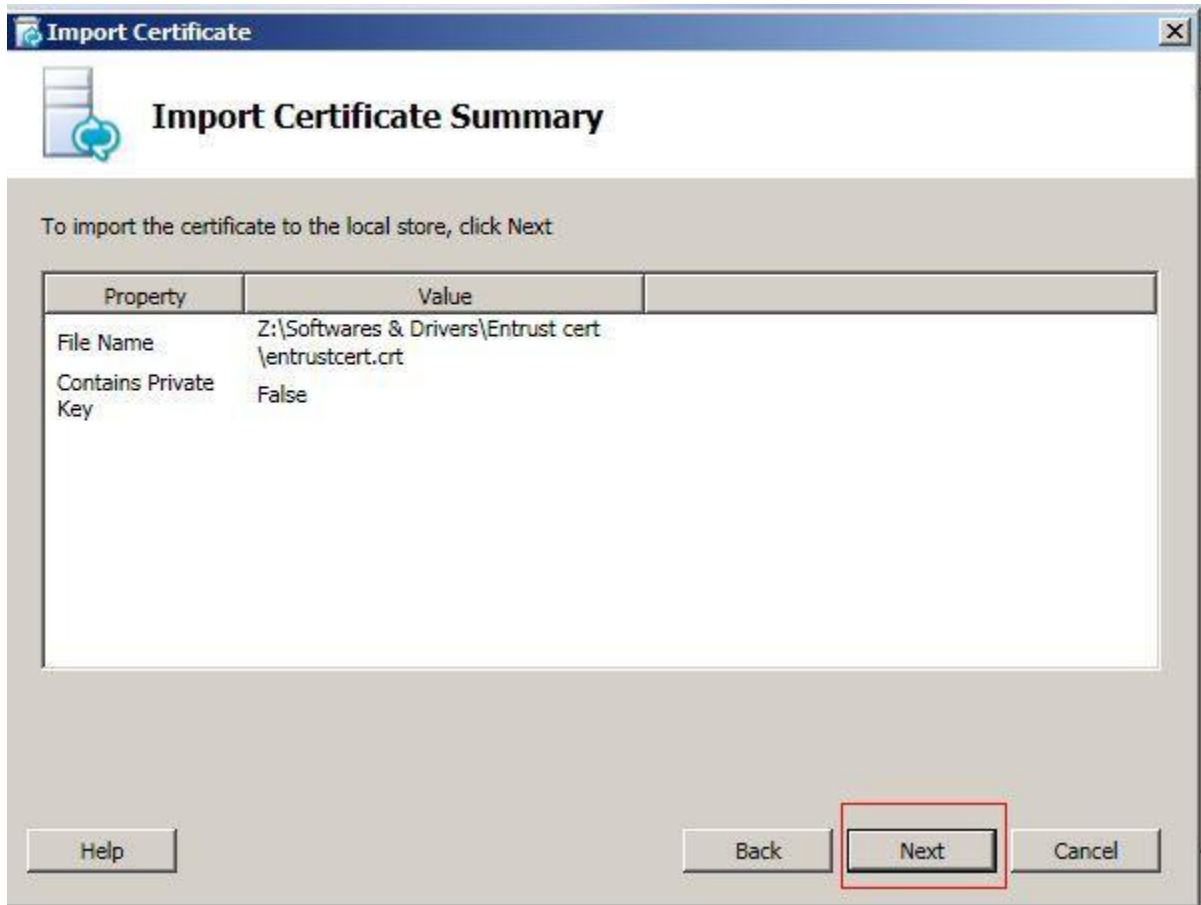 Import Certificate
Import Certificate Summary
To import the certificate to the local store, click Next
Property Value
File Name Z:\Softwares & Drivers\Entrust cert
\entrustcert.crt
Contains Private
Key False
Help Back Next Cancel